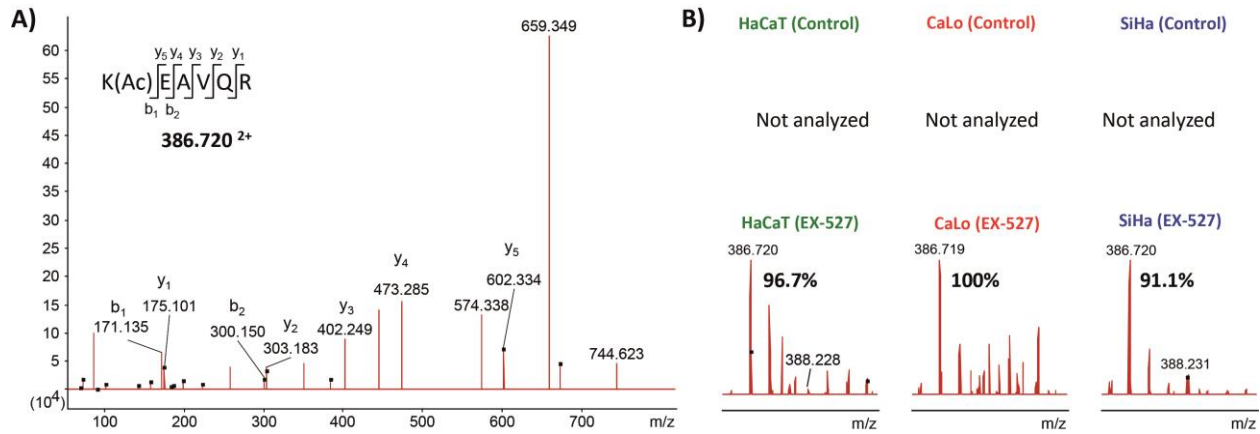 A)
B)
HaCaT (Control)
CaLo (Control)
SiHa (Control)
Not analyzed
Not analyzed
Not analyzed
HaCaT (EX-527)
CaLo (EX-527)
SiHa (EX-527)
386.720
96.7%
388.228
m/z
386.719
100%
m/z
386.720
91.1%
388.231
m/z
y5 y4 y3 y2 y1
K(Ac) E A V Q R
b1 b2
386.720 2+
60
55
50
45
40
35
30
25
20
15
10
5
(10⁴)
659.349
b1
171.135
y1
175.101
b2
300.150
y2
303.183
y3
402.249
y4
473.285
574.338
y5
602.334
744.623
100
200
300
400
500
600
700
m/z